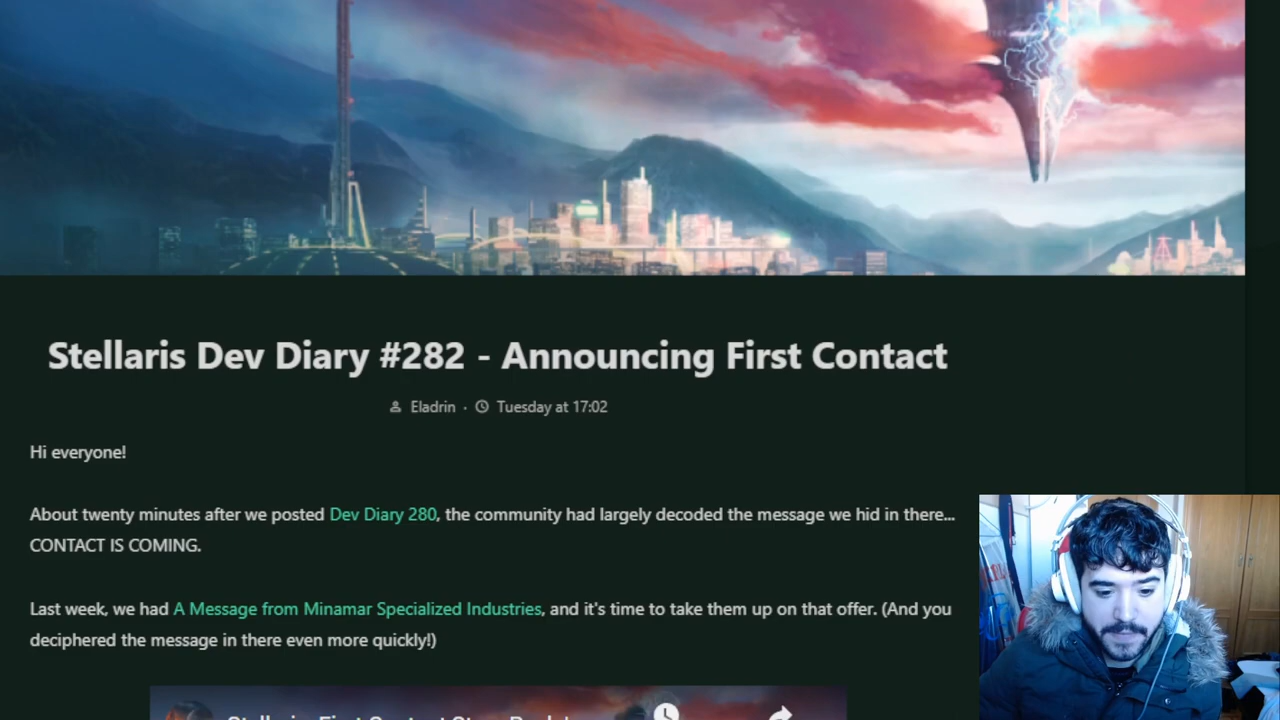 Stellaris Dev Diary #282 - Announcing First Contact
Eladrin · Tuesday at 17:02
Hi everyone!
About twenty minutes after we posted Dev Diary 280, the community had largely decoded the message we hid in there...
CONTACT IS COMING.
Last week, we had A Message from Minamar Specialized Industries, and it's time to take them up on that offer. (And you
deciphered the message in there even more quickly!)